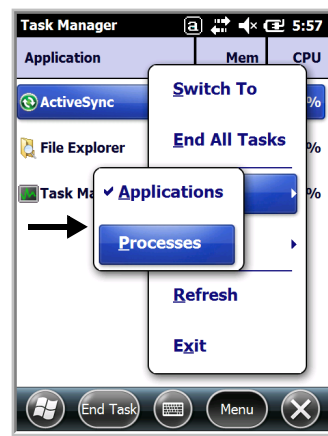 Task Manager a 5:57
Application Mem CPU
Switch To
ActiveSync %
End All Tasks
File Explorer %
Applications
Task Ma %
Processes
Refresh
Exit
End Task Menu